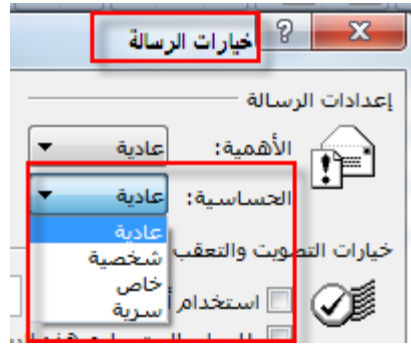 خيارات الرسالة
إعدادات الرسالة
الأهمية: عادية
الحساسية: عادية
عادية
خيارات التصويت والتعقب
شخصية
خاص
استخدام
سرية